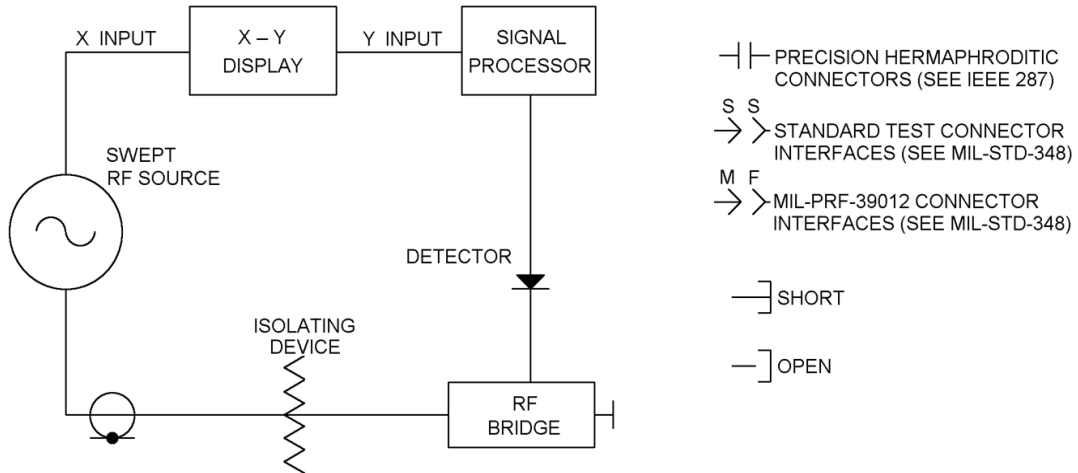 X INPUT
X – Y
DISPLAY
Y INPUT
SIGNAL
PROCESSOR
SWEPT
RF SOURCE
DETECTOR
ISOLATING
DEVICE
RF
BRIDGE
PRECISION HERMAPHRODITIC
CONNECTORS (SEE IEEE 287)
S S
STANDARD TEST CONNECTOR
INTERFACES (SEE MIL-STD-348)
M F
MIL-PRF-39012 CONNECTOR
INTERFACES (SEE MIL-STD-348)
SHORT
OPEN